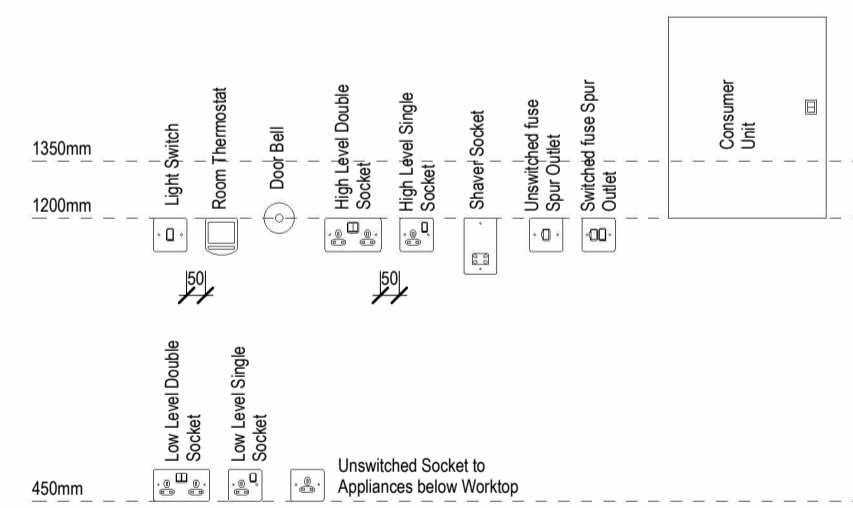 1350mm
1200mm
Light Switch
Room Thermostat
Door Bell
High Level Double
Socket
High Level Single
Socket
Shaver Socket
Unswitched fuse
Spur Outlet
Switched fuse Spur
Outlet
Consumer
Unit
50
50
Low Level Double
Socket
Low Level Single
Socket
Unswitched Socket to
Appliances below Worktop
450mm